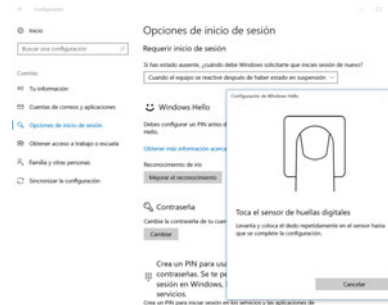 Configuración
Inicio
Buscar una configuración
Cuentas
Tu información
Cuentas de correos y aplicaciones
Opciones de inicio de sesión
Obtener acceso a trabajo o escuela
Familia y otras personas
Sincronizar la configuración
Opciones de inicio de sesión
Requerir inicio de sesión
Si has estado ausente, ¿cuándo debe Windows solicitarte que inicies sesión de nuevo?
Cuando el equipo se reactive después de haber estado en suspensión
Windows Hello
Debes configurar un PIN antes d
Hello.
Obtener más información acerca
Reconocimiento de iris
Mejorar el reconocimiento
Contraseña
Cambia la contraseña de tu cuen
Cambiar
Crea un PIN para usa
contraseñas. Se te pe
sesión en Windows,
servicios.
Crea un PIN para iniciar sesión en los servicios y las aplicaciones de
Configuración de Windows Hello
Toca el sensor de huellas digitales
Levanta y coloca el dedo repetidamente en el sensor hasta
que se complete la configuración.
Cancelar